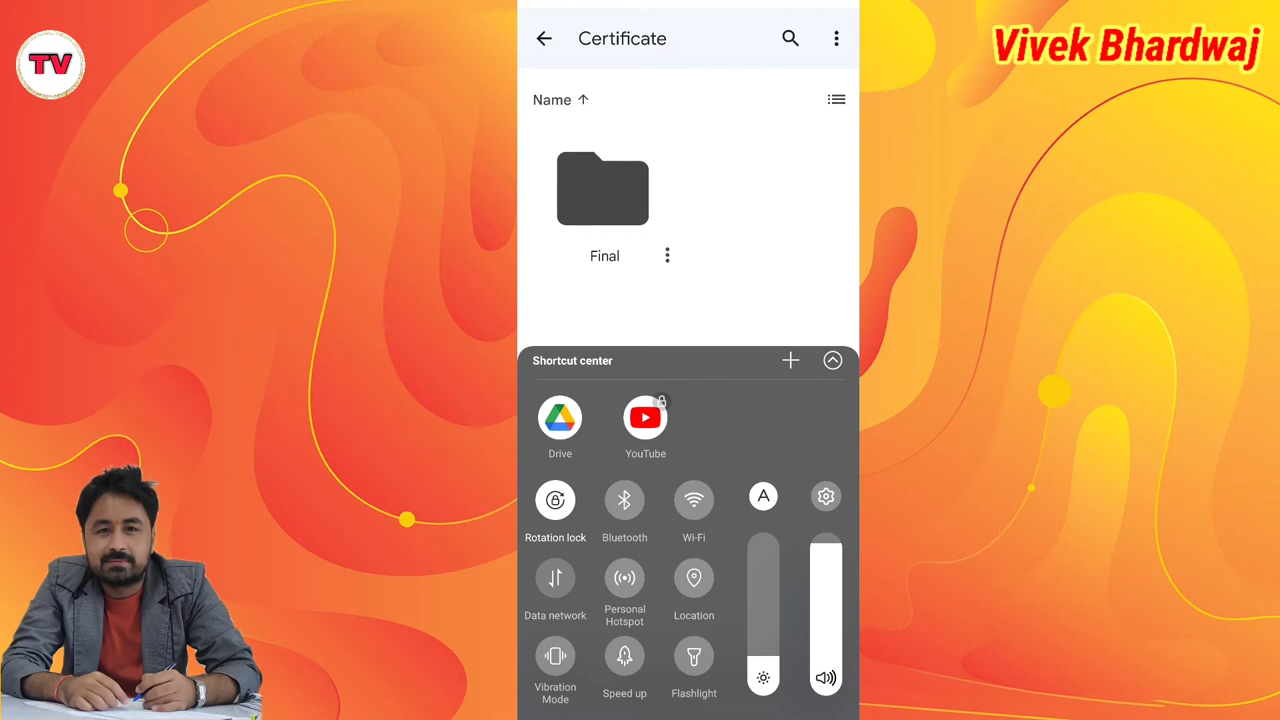 TV
Vivek Bhardwaj
Certificate
Name
Final
Shortcut center
Drive
YouTube
Rotation lock
Bluetooth
Wi-Fi
A
Data network
Personal
Hotspot
Location
Vibration
Mode
Speed up
Flashlight